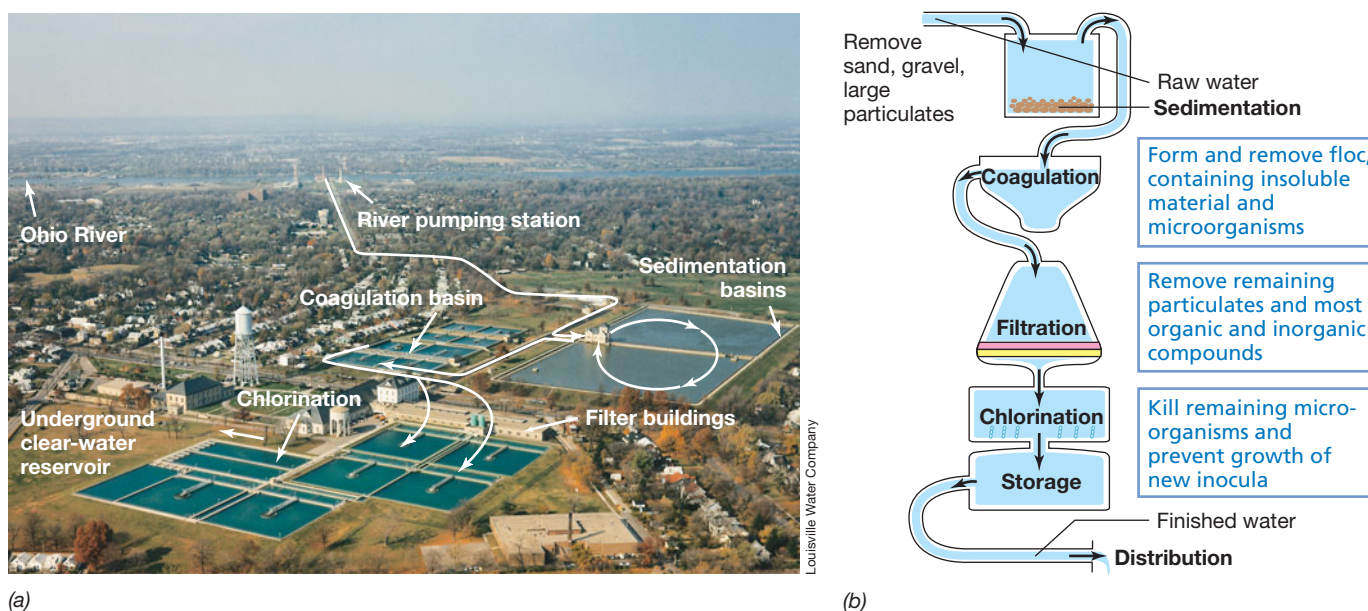 Ohio River
River pumping station
Sedimentation
basins
Coagulation basin
Chlorination
Underground
clear-water
reservoir
Filter buildings
Louisville Water Company
(a)
Remove
sand, gravel,
large
particulates
Raw water
Sedimentation
Coagulation
Form and remove floc,
containing insoluble
material and
microorganisms
Filtration
Remove remaining
particulates and most
organic and inorganic
compounds
Chlorination
Kill remaining micro-
organisms and
prevent growth of
new inocula
Storage
Finished water
Distribution
(b)